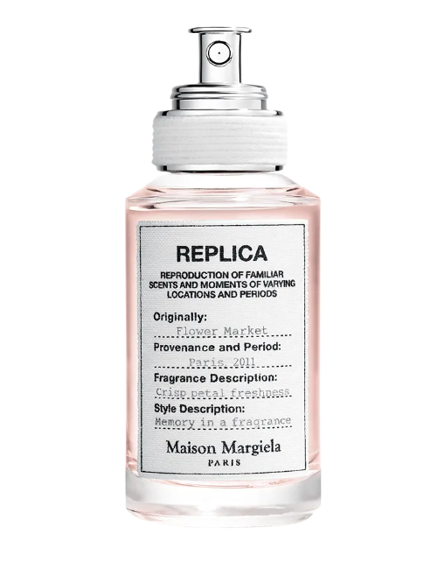 REPLICA
REPRODUCTION OF FAMILIAR
SCENTS AND MOMENTS OF VARYING
LOCATIONS AND PERIODS
Originally:
Flower Market
Provenance and Period:
Paris, 2011
Fragrance Description:
Crisp petal freshness
Style Description:
Memory in a fragrance
Maison Margiela
PARIS